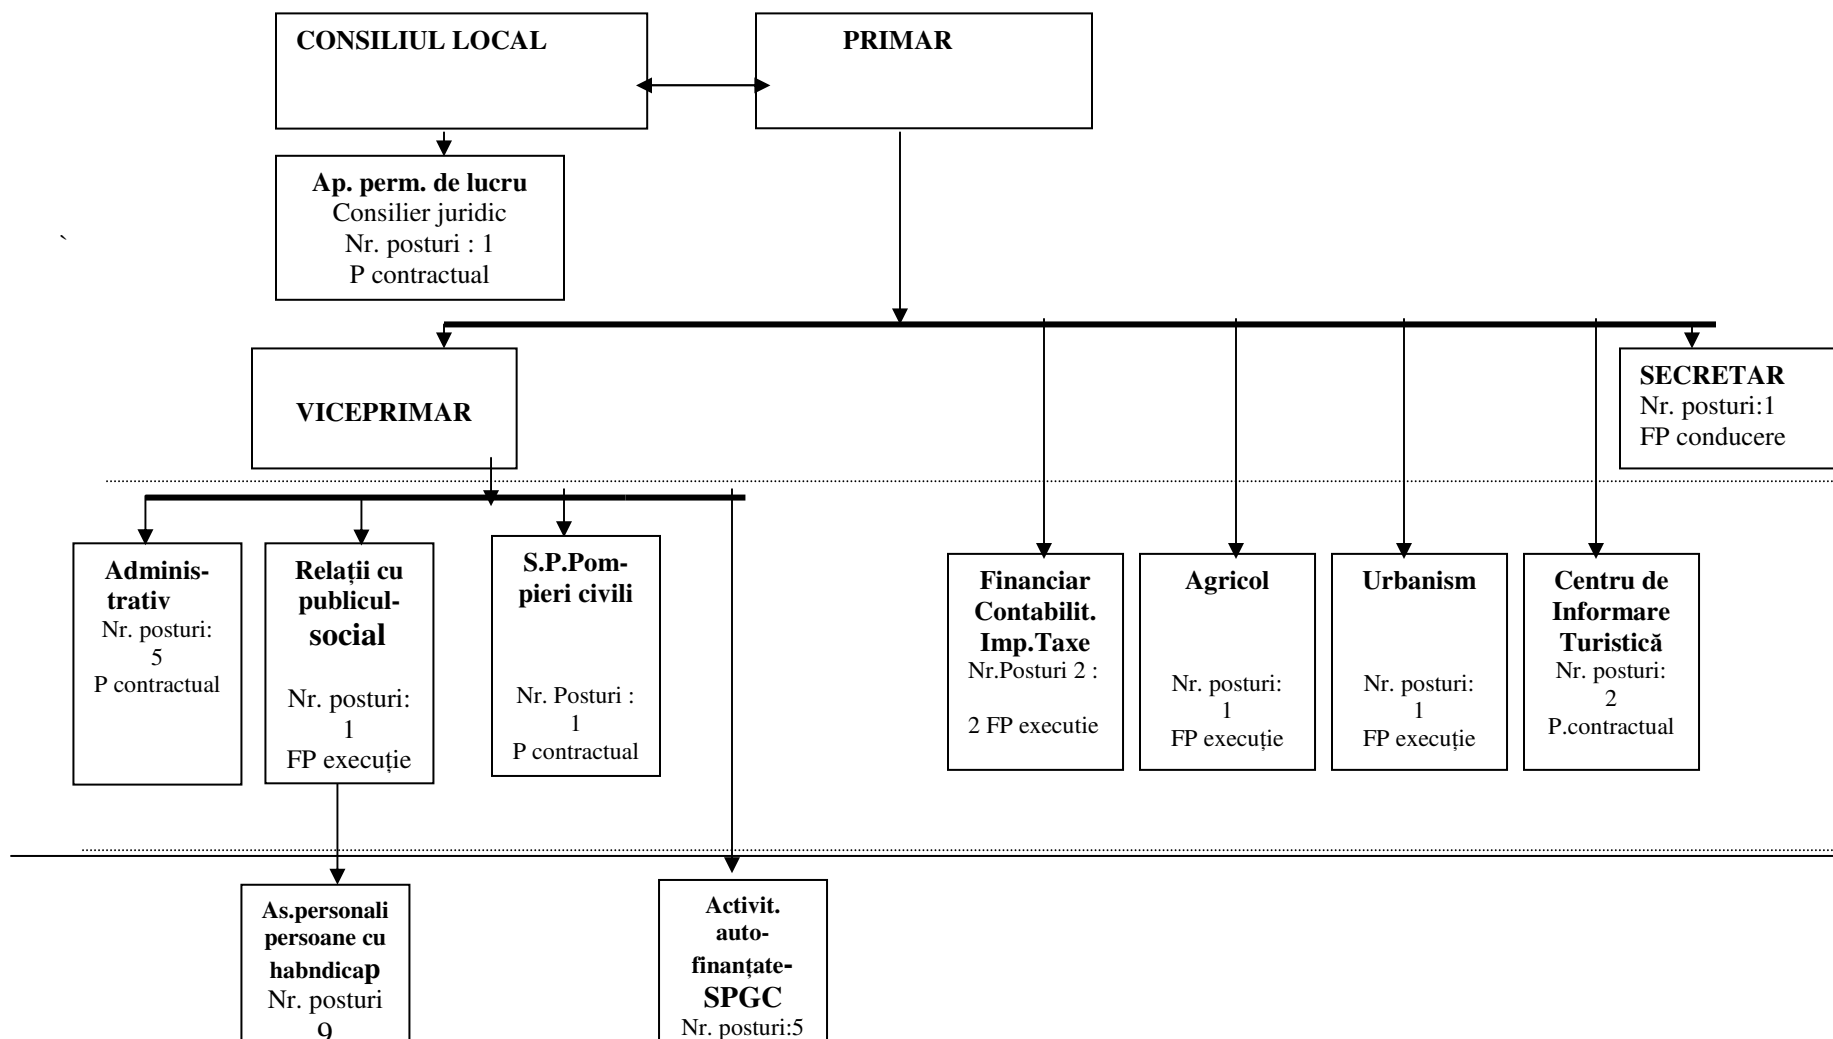 CONSILIUL LOCAL
PRIMAR
Ap. perm. de lucru
Consilier juridic
Nr. posturi : 1
P contractual
`
VICEPRIMAR
SECRETAR
Nr. posturi:1
FP conducere
Adminis-
trativ
Nr. posturi:
5
P contractual
Relații cu
publicul-
social
Nr. posturi:
1
FP execuție
S.P.Pom-
pieri civili
Nr. Posturi :
1
P contractual
Financiar
Contabilit.
Imp.Taxe
Nr.Posturi 2 :
2 FP executie
Agricol
Nr. posturi:
1
FP execuție
Urbanism
Nr. posturi:
1
FP execuție
Centru de
Informare
Turistică
Nr. posturi:
2
P.contractual
As.personali
persoane cu
habndicap
Nr. posturi
9
Activit.
auto-
finanțate-
SPGC
Nr. posturi:5